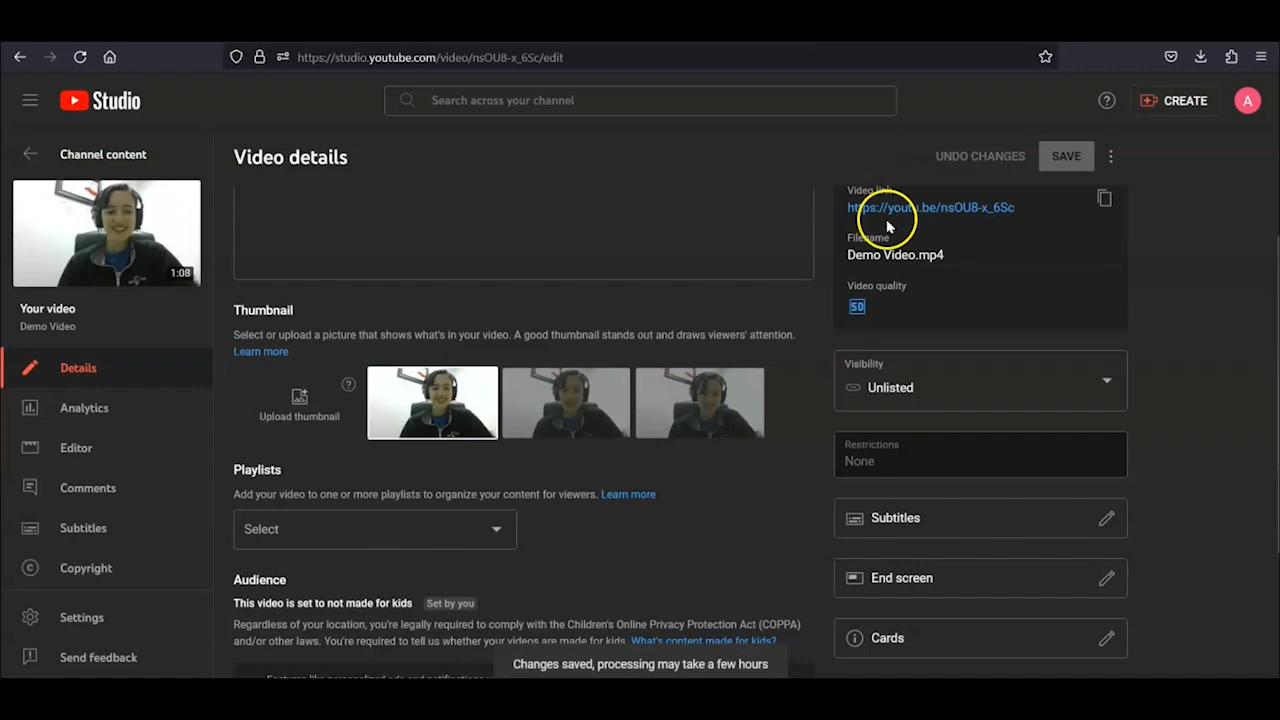 https://studio.youtube.com/video/nsOU8-x_6Sc/edit
Studio
Search across your channel
CREATE
A
Channel content
Video details
UNDO CHANGES
SAVE
1:08
Your video
Demo Video
Details
Analytics
Editor
Comments
Subtitles
Copyright
Settings
Send feedback
Thumbnail
Select or upload a picture that shows what's in your video. A good thumbnail stands out and draws viewers' attention.
Learn more
Upload thumbnail
Playlists
Add your video to one or more playlists to organize your content for viewers. Learn more
Select
Audience
This video is set to not made for kids Set by you
Regardless of your location, you're legally required to comply with the Children's Online Privacy Protection Act (COPPA)
and/or other laws. You're required to tell us whether your videos are made for kids. What's content made for kids?
Features like personalized ads and notifications
Changes saved, processing may take a few hours
Video link
https://youtu.be/nsOU8-x_6Sc
Filename
Demo Video.mp4
Video quality
SD
Visibility
Unlisted
Restrictions
None
Subtitles
End screen
Cards